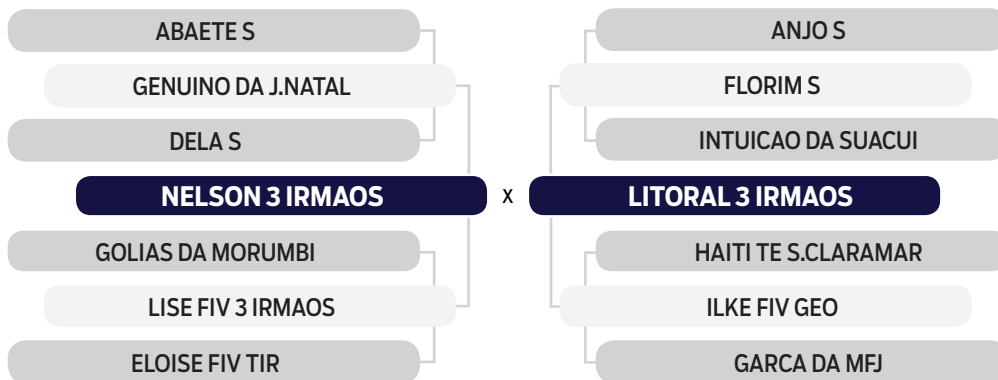 ABAETE S
GENUINO DA J.NATAL
DELA S
NELSON 3 IRMAOS
GOLIAS DA MORUMBI
LISE FIV 3 IRMAOS
ELOISE FIV TIR
x
ANJO S
FLORIM S
INTUICAO DA SUACUI
LITORAL 3 IRMAOS
HAITI TE S.CLARAMAR
ILKE FIV GEO
GARCA DA MFJ